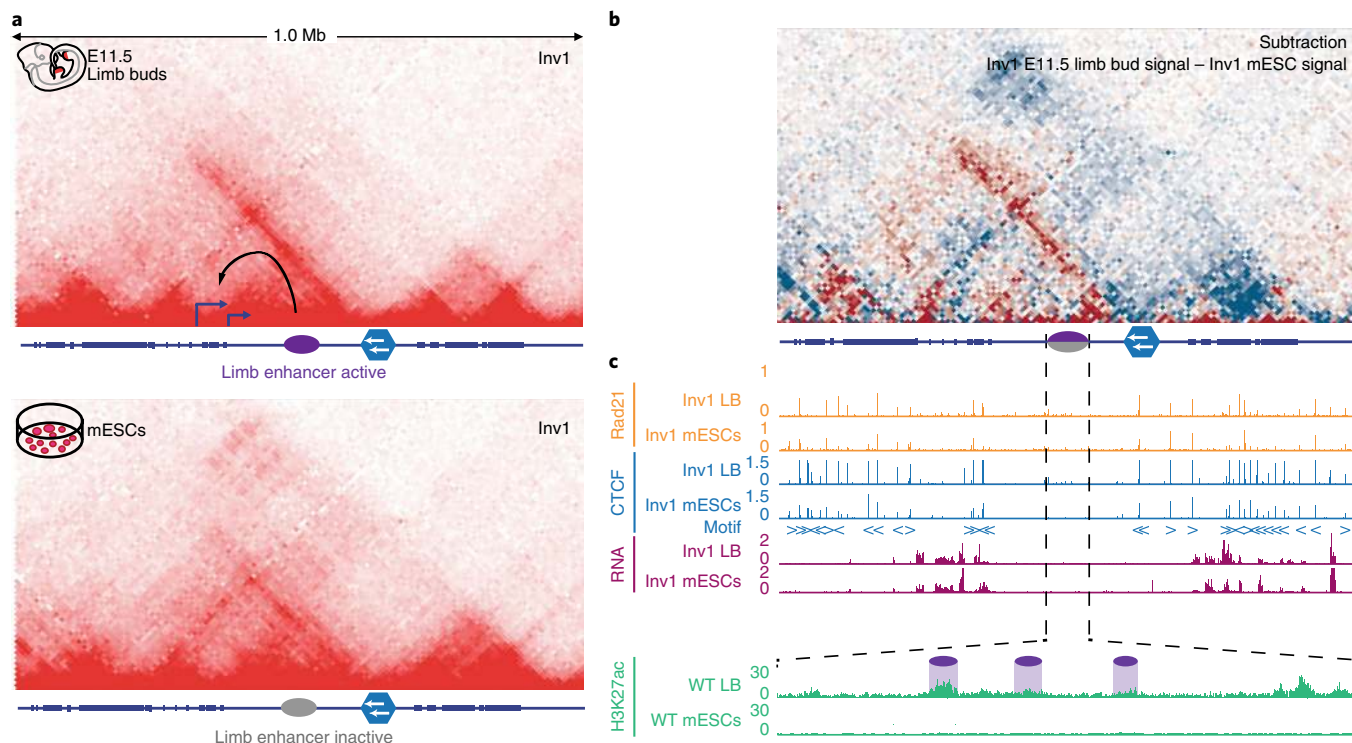 a
1.0 Mb
E11.5
Limb buds
Inv1
Limb enhancer active
mESCs
Inv1
Limb enhancer inactive
b
Subtraction
Inv1 E11.5 limb bud signal – Inv1 mESC signal
c
Rad21
1
Inv1 LB
0
1
Inv1 mESCs
0
CTCF
1.5
Inv1 LB
0
1.5
Inv1 mESCs
0
Motif
RNA
2
Inv1 LB
0
2
Inv1 mESCs
0
H3K27ac
30
WT LB
0
30
WT mESCs
0